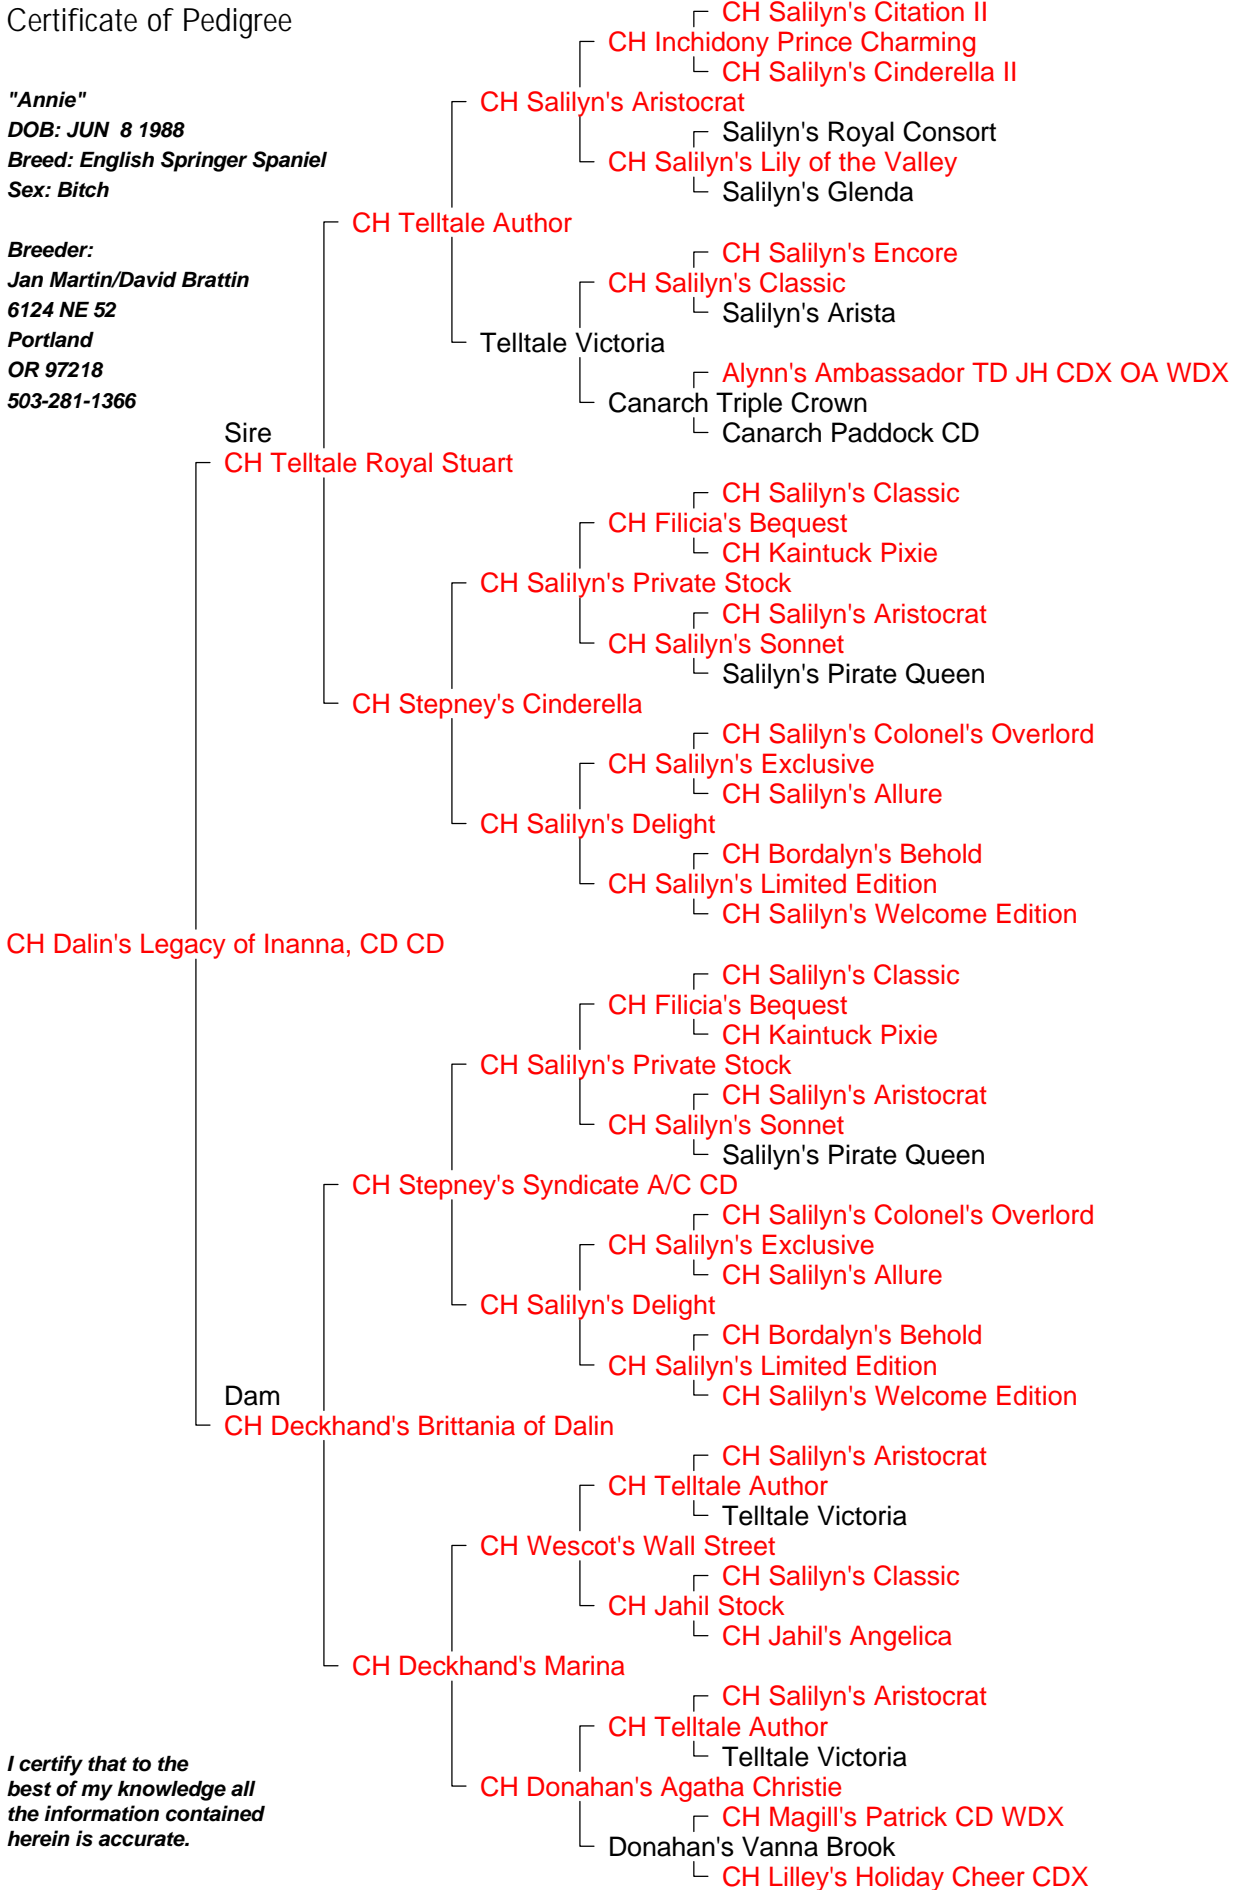 Certificate of Pedigree
CH Salilyn's Citation II
CH Inchidony Prince Charming
CH Salilyn's Cinderella II
"Annie"
CH Salilyn's Aristocrat
DOB: JUN  8 1988
Salilyn's Royal Consort
Breed: English Springer Spaniel
CH Salilyn's Lily of the Valley
Sex: Bitch
Salilyn's Glenda
CH Telltale Author
Breeder:
CH Salilyn's Encore
Jan Martin/David Brattin
CH Salilyn's Classic
6124 NE 52
Salilyn's Arista
Portland
Telltale Victoria
OR 97218
Alynn's Ambassador TD JH CDX OA WDX
503-281-1366
Canarch Triple Crown
Sire
Canarch Paddock CD
CH Telltale Royal Stuart
CH Salilyn's Classic
CH Filicia's Bequest
CH Kaintuck Pixie
CH Salilyn's Private Stock
CH Salilyn's Aristocrat
CH Salilyn's Sonnet
Salilyn's Pirate Queen
CH Stepney's Cinderella
CH Salilyn's Colonel's Overlord
CH Salilyn's Exclusive
CH Salilyn's Allure
CH Salilyn's Delight
CH Bordalyn's Behold
CH Salilyn's Limited Edition
CH Salilyn's Welcome Edition
CH Dalin's Legacy of Inanna, CD CD
CH Salilyn's Classic
CH Filicia's Bequest
CH Kaintuck Pixie
CH Salilyn's Private Stock
CH Salilyn's Aristocrat
CH Salilyn's Sonnet
Salilyn's Pirate Queen
CH Stepney's Syndicate A/C CD
CH Salilyn's Colonel's Overlord
CH Salilyn's Exclusive
CH Salilyn's Allure
CH Salilyn's Delight
CH Bordalyn's Behold
CH Salilyn's Limited Edition
CH Salilyn's Welcome Edition
Dam
CH Deckhand's Brittania of Dalin
CH Salilyn's Aristocrat
CH Telltale Author
Telltale Victoria
CH Wescot's Wall Street
CH Salilyn's Classic
CH Jahil Stock
CH Jahil's Angelica
CH Deckhand's Marina
CH Salilyn's Aristocrat
CH Telltale Author
Telltale Victoria
CH Donahan's Agatha Christie
CH Magill's Patrick CD WDX
Donahan's Vanna Brook
CH Lilley's Holiday Cheer CDX
I certify that to the
best of my knowledge all
the information contained
herein is accurate.